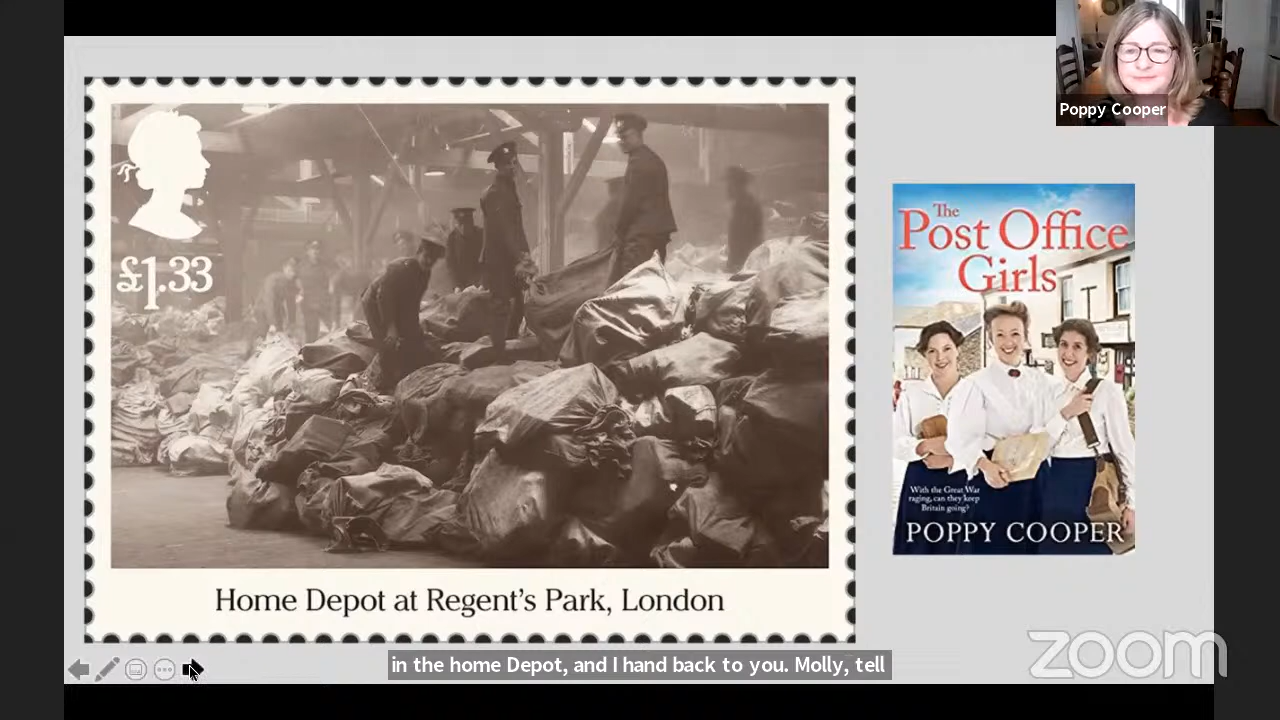 Poppy Cooper
£1.33
Home Depot at Regent's Park, London
The
Post Office
Girls
With the Great War
raging, can they keep
Britain going?
POPPY COOPER
in the home Depot, and I hand back to you. Molly, tell
zoom